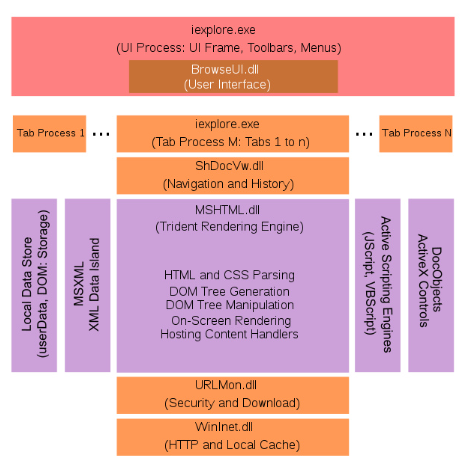 iexplore.exe
(UI Process: UI Frame, Toolbars, Menus)
BrowseUI.dll
(User Interface)
Tab Process 1
...
iexplore.exe
(Tab Process M: Tabs 1 to n)
...
Tab Process N
ShDocVw.dll
(Navigation and History)
Local Data Store
(userData, DOM: Storage)
MSXML
XML Data Island
MSHTML.dll
(Trident Rendering Engine)
HTML and CSS Parsing
DOM Tree Generation
DOM Tree Manipulation
On-Screen Rendering
Hosting Content Handlers
Active Scripting Engines
(JScript, VBScript)
DocObjects
ActiveX Controls
URLMon.dll
(Security and Download)
WinInet.dll
(HTTP and Local Cache)